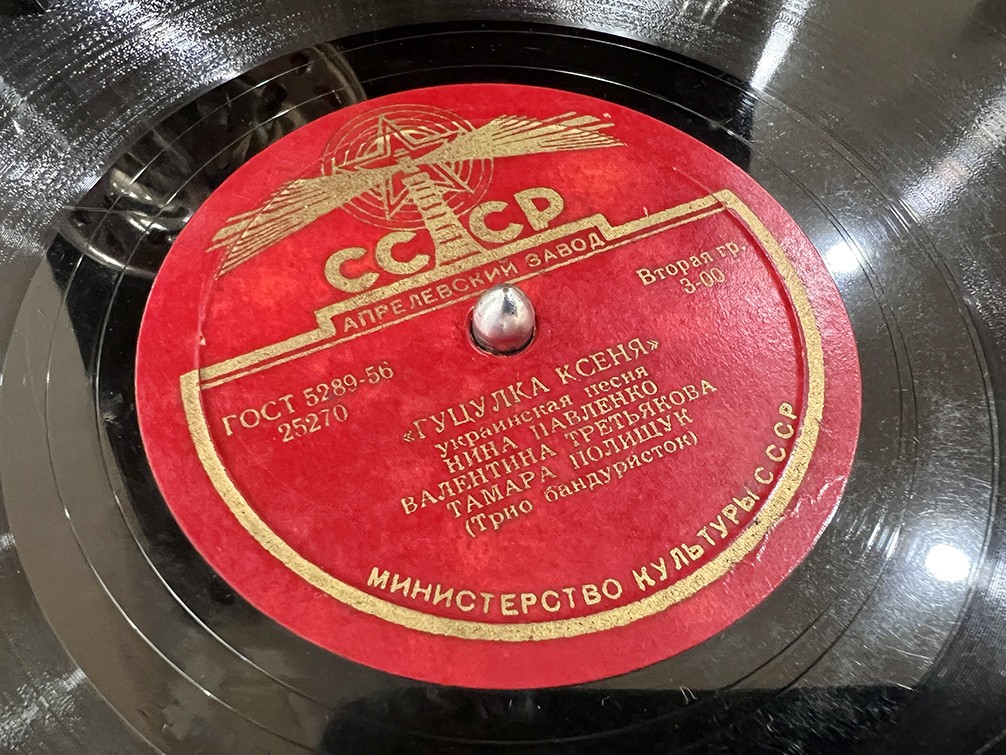 СССР
АПРЕЛЕВСКИЙ ЗАВОД
Вторая гр.
3-00
ГОСТ 5289-56
25270
«ГУЦУЛКА КСЕНЯ»
украинская песня
НИНА ПАВЛЕНКО
ВАЛЕНТИНА ТРЕТЬЯКОВА
ТАМАРА ПОЛИЩУК
(Трио бандуристок)
МИНИСТЕРСТВО КУЛЬТУРЫ СССР